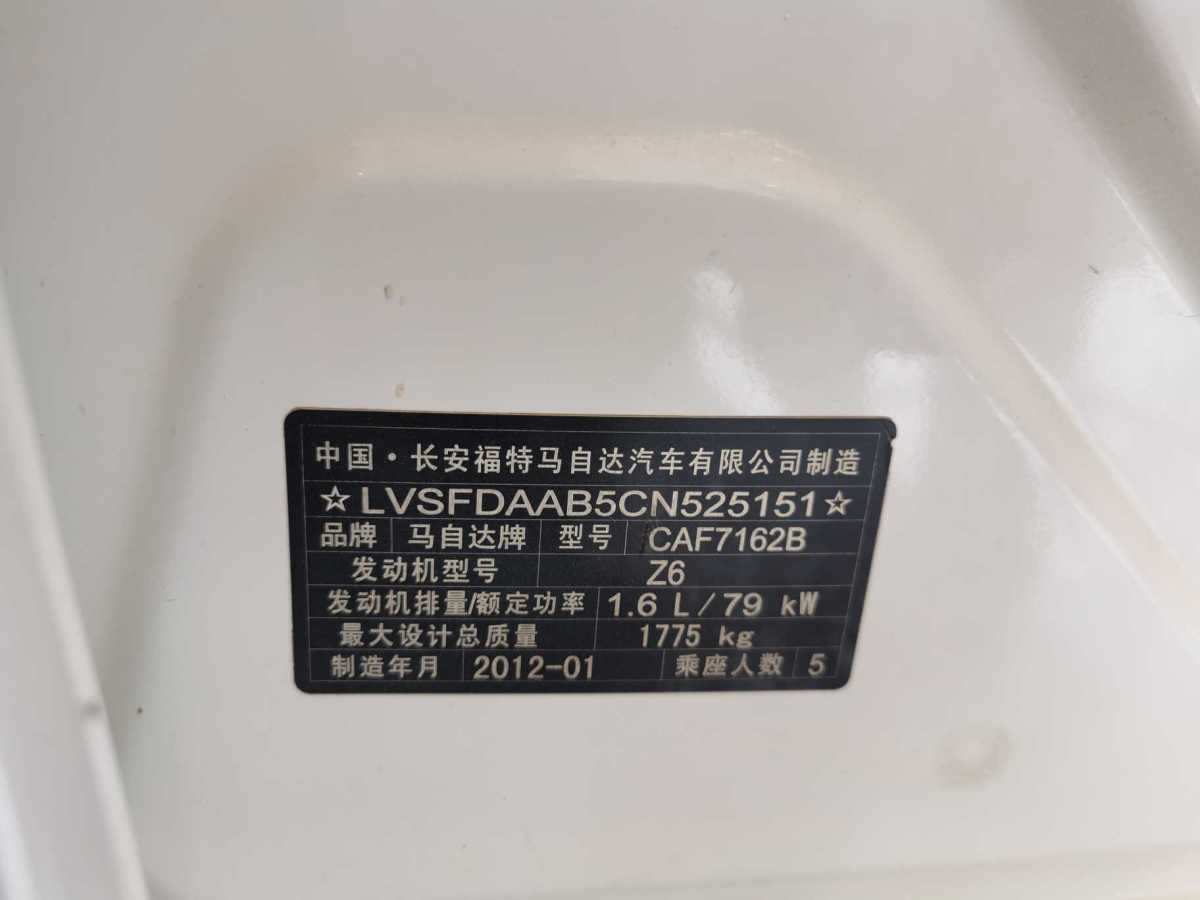 中国·长安福特马自达汽车有限公司制造
☆LVSFDAAB5CN525151☆
品牌 马自达牌 型号 CAF7162B
发动机型号 Z6
发动机排量/额定功率 1.6 L/79 kW
最大设计总质量 1775 kg
制造年月 2012-01 乘座人数 5